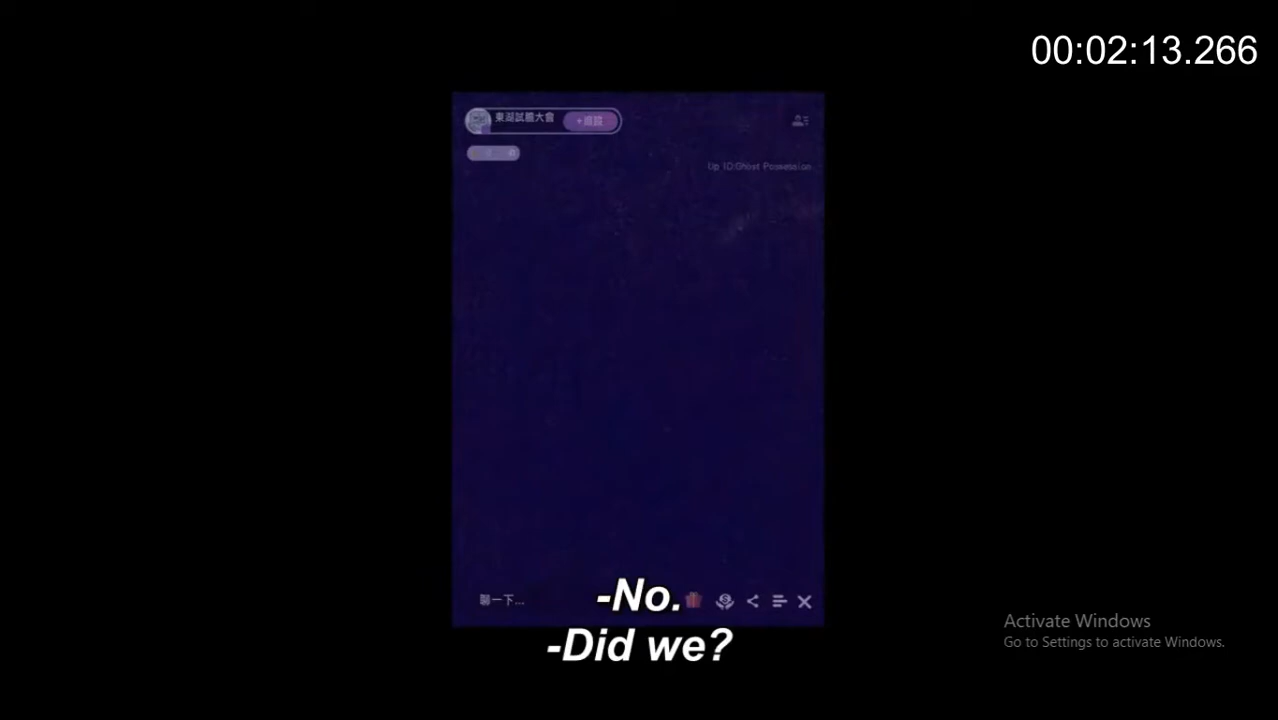 00:02:13.266
東湖試膽大會
Up ID:Ghost Possession
聊一下...
-No.
-Did we?
Activate Windows
Go to Settings to activate Windows.